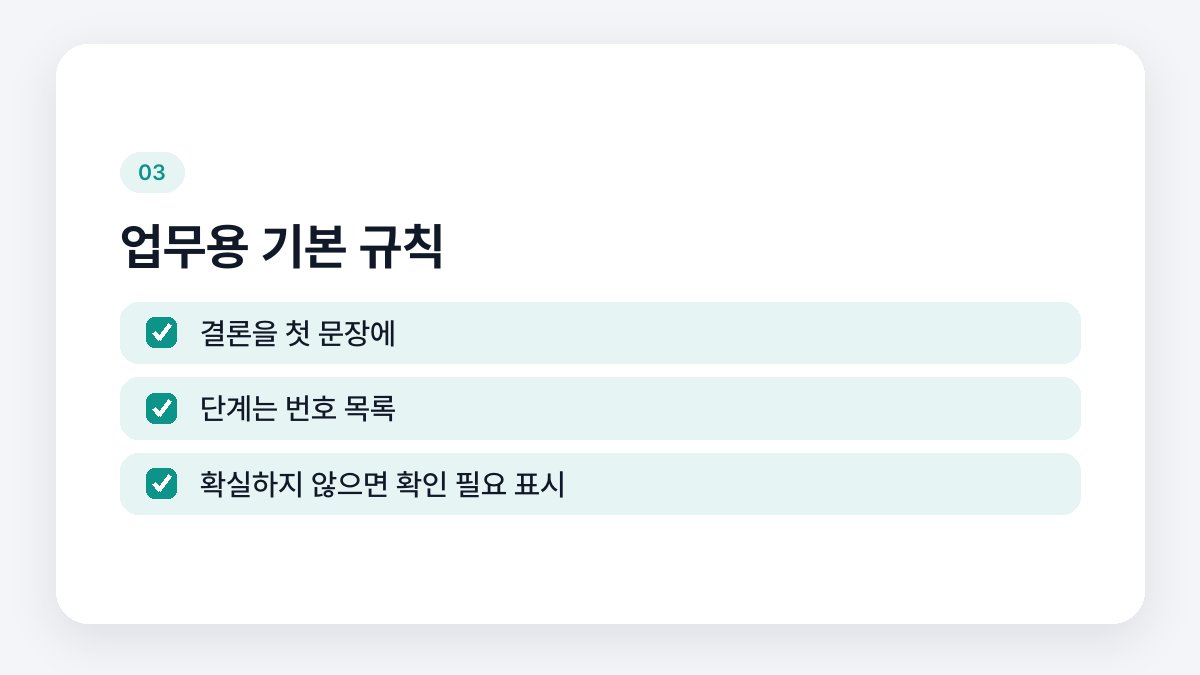 03
업무용 기본 규칙
결론을 첫 문장에
단계는 번호 목록
확실하지 않으면 확인 필요 표시